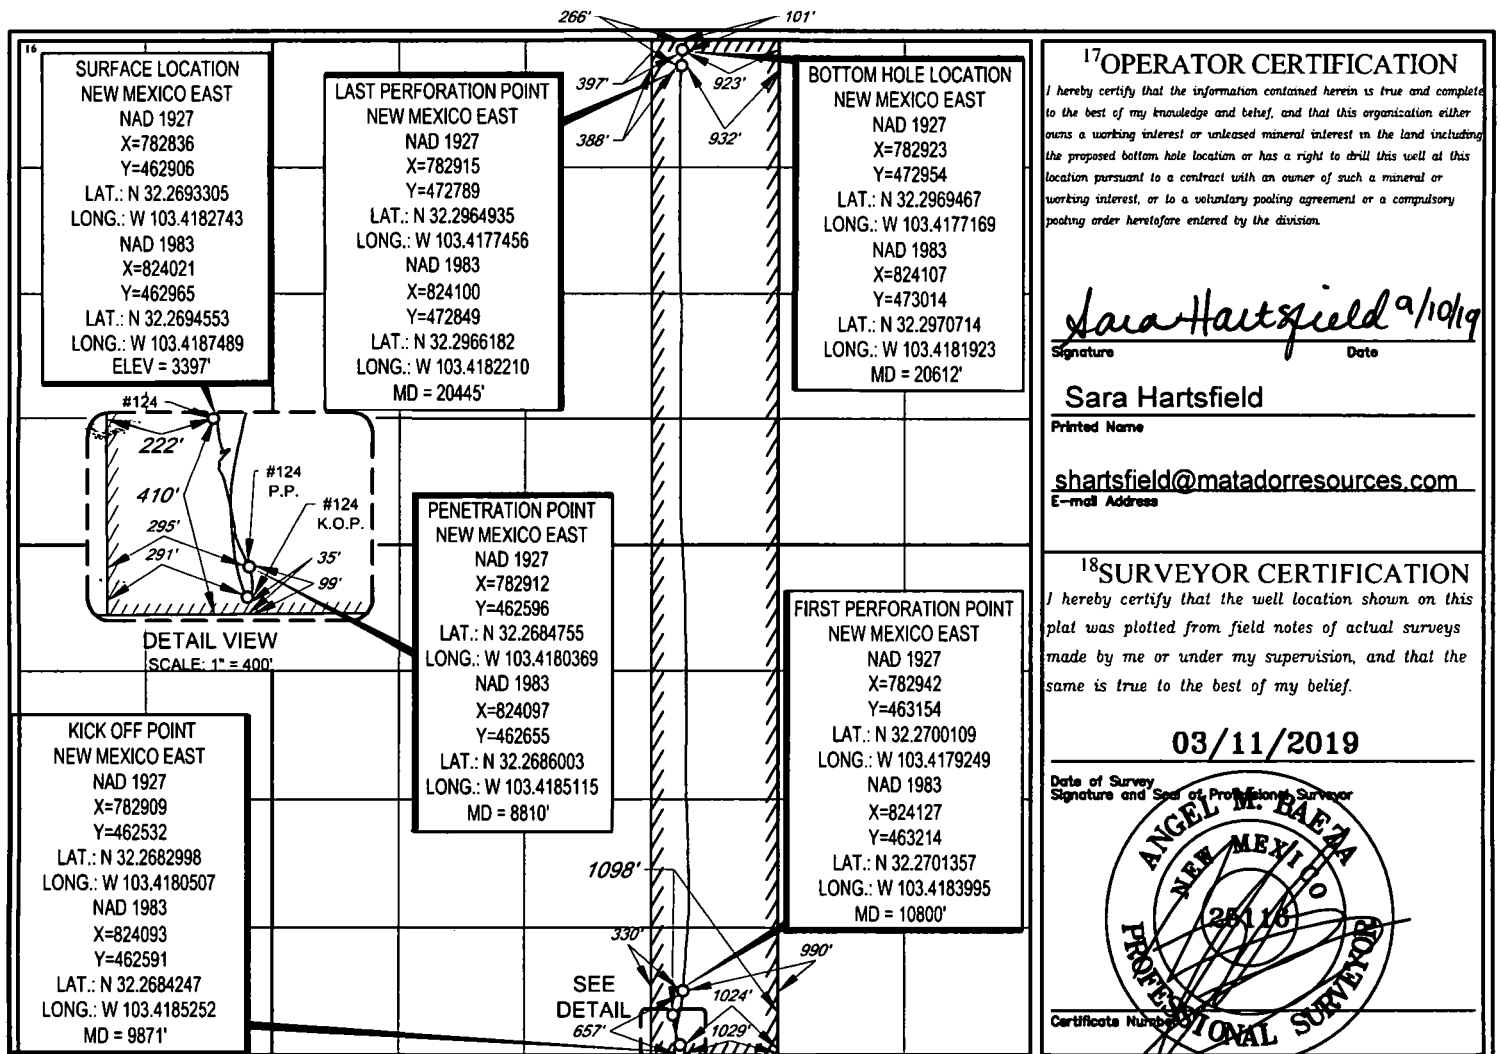 266'
101'
16
SURFACE LOCATION
NEW MEXICO EAST
NAD 1927
X=782836
Y=462906
LAT.: N 32.2693305
LONG.: W 103.4182743
NAD 1983
X=824021
Y=462965
LAT.: N 32.2694553
LONG.: W 103.4187489
ELEV = 3397'
LAST PERFORATION POINT
NEW MEXICO EAST
NAD 1927
X=782915
Y=472789
LAT.: N 32.2964935
LONG.: W 103.4177456
NAD 1983
X=824100
Y=472849
LAT.: N 32.2966182
LONG.: W 103.4182210
MD = 20445'
397'
388'
923'
932'
BOTTOM HOLE LOCATION
NEW MEXICO EAST
NAD 1927
X=782923
Y=472954
LAT.: N 32.2969467
LONG.: W 103.4177169
NAD 1983
X=824107
Y=473014
LAT.: N 32.2970714
LONG.: W 103.4181923
MD = 20612'
#124
222'
410'
295'
291'
#124
P.P.
#124
K.O.P.
35'
99'
DETAIL VIEW
SCALE: 1" = 400'
PENETRATION POINT
NEW MEXICO EAST
NAD 1927
X=782912
Y=462596
LAT.: N 32.2684755
LONG.: W 103.4180369
NAD 1983
X=824097
Y=462655
LAT.: N 32.2686003
LONG.: W 103.4185115
MD = 8810'
FIRST PERFORATION POINT
NEW MEXICO EAST
NAD 1927
X=782942
Y=463154
LAT.: N 32.2700109
LONG.: W 103.4179249
NAD 1983
X=824127
Y=463214
LAT.: N 32.2701357
LONG.: W 103.4183995
MD = 10800'
KICK OFF POINT
NEW MEXICO EAST
NAD 1927
X=782909
Y=462532
LAT.: N 32.2682998
LONG.: W 103.4180507
NAD 1983
X=824093
Y=462591
LAT.: N 32.2684247
LONG.: W 103.4185252
MD = 9871'
1098'
330'
990'
SEE
DETAIL
657'
1024'
1029'
17 OPERATOR CERTIFICATION
I hereby certify that the information contained herein is true and complete
to the best of my knowledge and belief, and that this organization either
owns a working interest or unleased mineral interest in the land including
the proposed bottom hole location or has a right to drill this well at this
location pursuant to a contract with an owner of such a mineral or
working interest, or to a voluntary pooling agreement or a compulsory
pooling order heretofore entered by the division.
Sara Hartsfield 9/10/19
Signature Date
Sara Hartsfield
Printed Name
shartsfield@matadorresources.com
E-mail Address
18 SURVEYOR CERTIFICATION
I hereby certify that the well location shown on this
plat was plotted from field notes of actual surveys
made by me or under my supervision, and that the
same is true to the best of my belief.
03/11/2019
Date of Survey
Signature and Seal of Professional Surveyor
ANGEL M. BAEZA
NEW MEXICO
25116
PROFESSIONAL SURVEYOR
Certificate Number